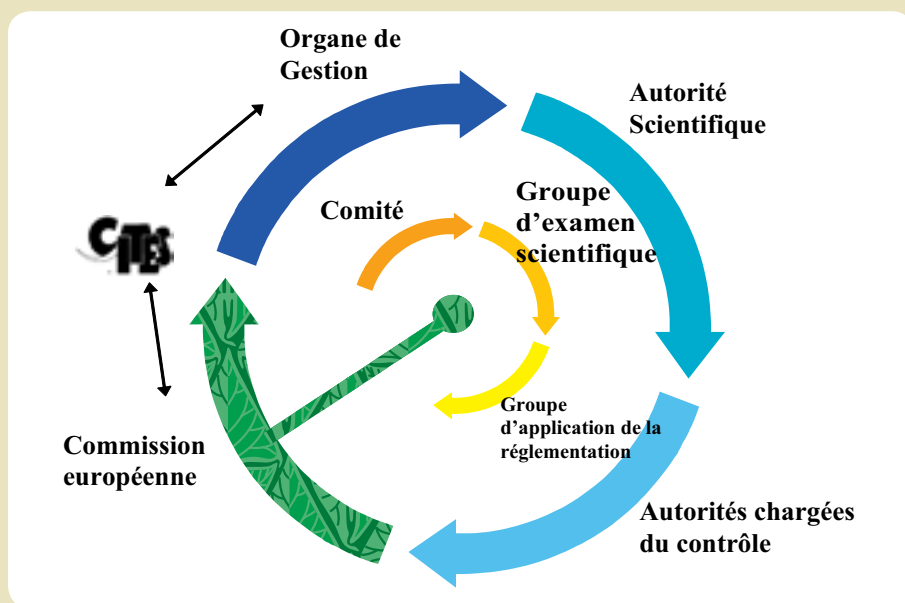 Organe de
Gestion
Autorité
Scientifique
Comité
Groupe
d’examen
scientifique
CITES
Groupe
d’application de la
réglementation
Commission
européenne
Autorités chargées
du contrôle